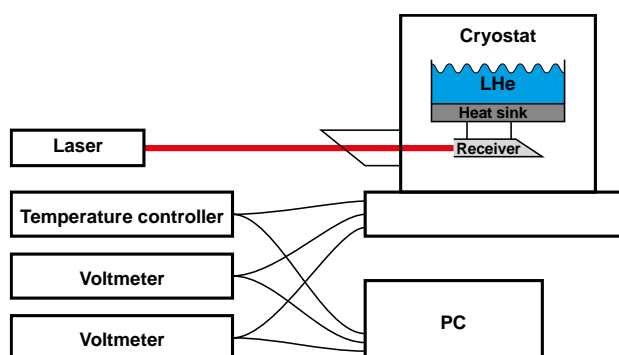 Cryostat
LHe
Heat sink
Laser
Receiver
Temperature controller
Voltmeter
PC
Voltmeter